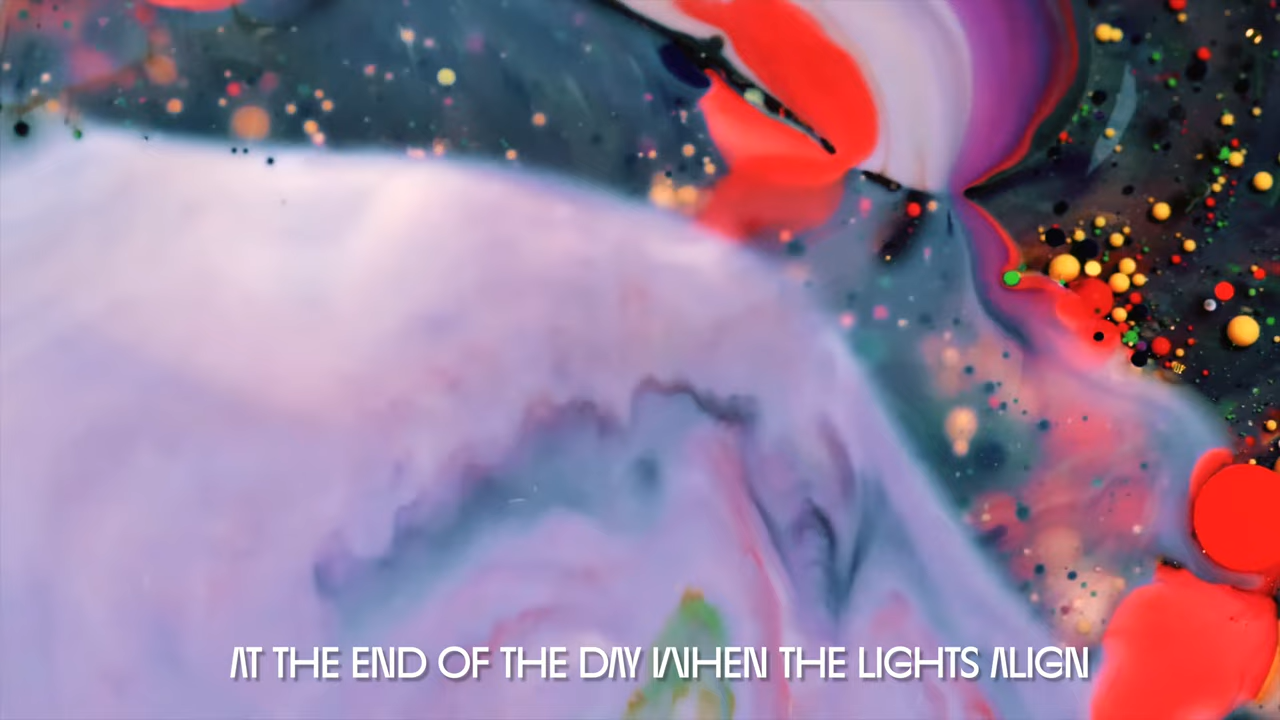 AT THE END OF THE DAY WHEN THE LIGHTS ALIGN